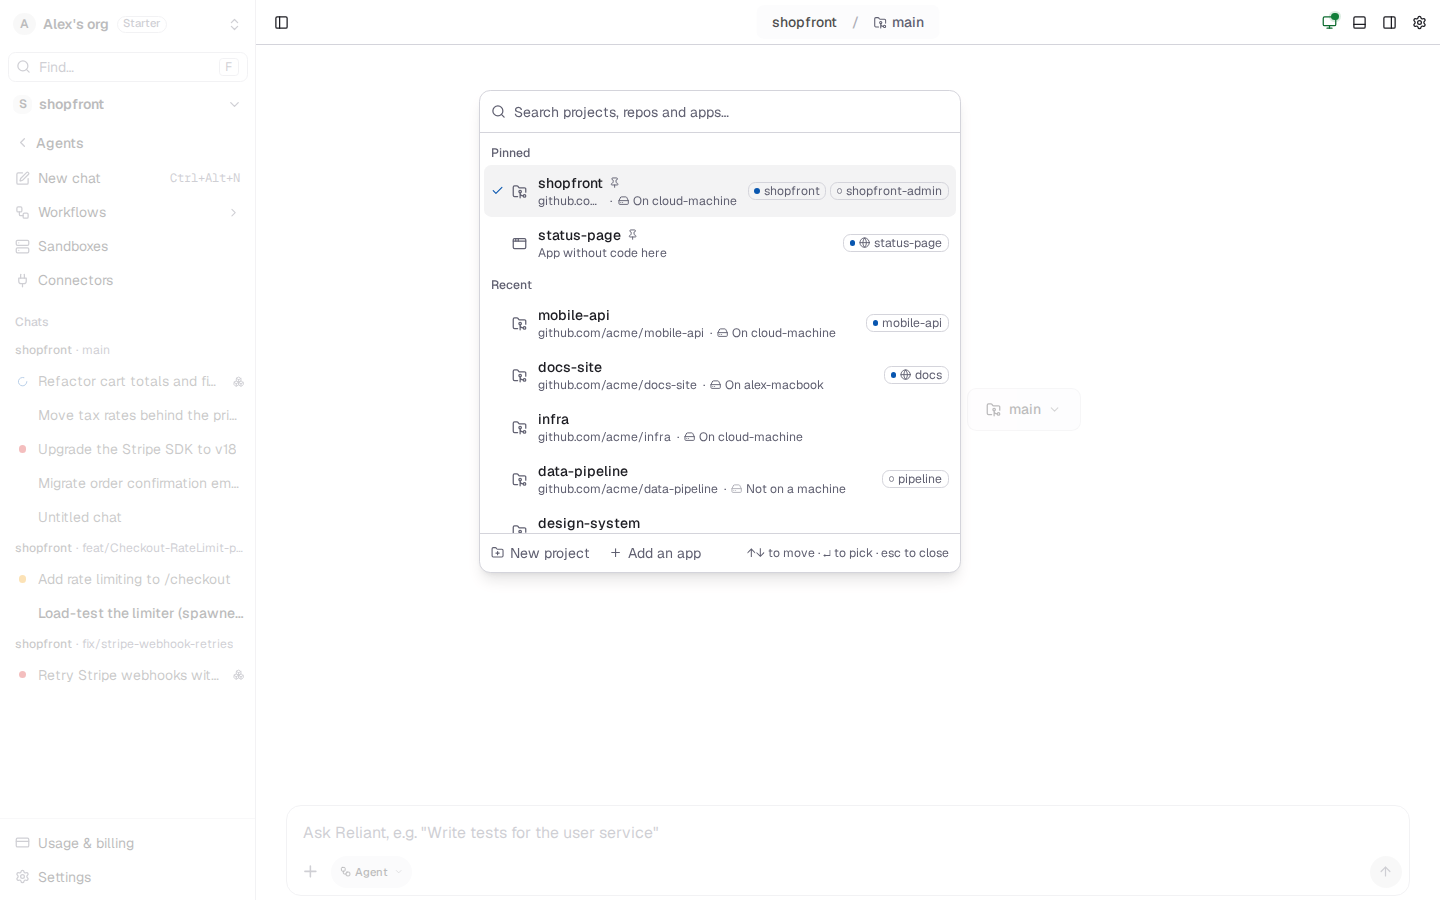 A Alex's org Starter
Find... F
S shopfront
Agents
New chat Ctrl+Alt+N
Workflows
Sandboxes
Connectors
Chats
shopfront · main
Refactor cart totals and fi...
Move tax rates behind the pri...
Upgrade the Stripe SDK to v18
Migrate order confirmation em...
Untitled chat
shopfront · feat/Checkout-RateLimit-p...
Add rate limiting to /checkout
Load-test the limiter (spawne...
shopfront · fix/stripe-webhook-retries
Retry Stripe webhooks wit...
Usage & billing
Settings
shopfront / main
Search projects, repos and apps...
Pinned
shopfront
github.co... · On cloud-machine
shopfront shopfront-admin
status-page
App without code here
status-page
Recent
mobile-api
github.com/acme/mobile-api · On cloud-machine
mobile-api
docs-site
github.com/acme/docs-site · On alex-macbook
docs
infra
github.com/acme/infra · On cloud-machine
data-pipeline
github.com/acme/data-pipeline · Not on a machine
pipeline
design-system
New project Add an app ↑↓ to move · ↵ to pick · esc to close
main
Ask Reliant, e.g. "Write tests for the user service"
Agent